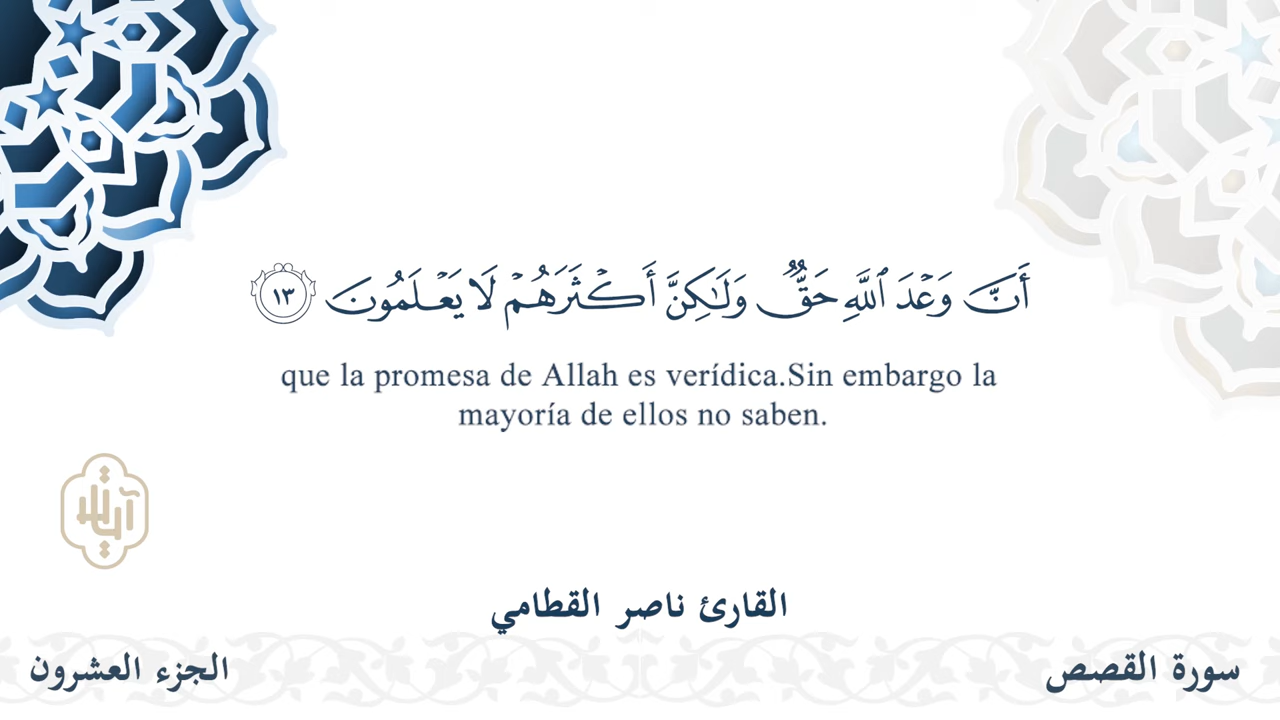 أَنَّ وَعْدَ ٱللَّهِ حَقٌّ وَلَٰكِنَّ أَكْثَرَهُمْ لَا يَعْلَمُونَ ١٣
que la promesa de Allah es verídica.Sin embargo la
mayoría de ellos no saben.
القارئ ناصر القطامي
سورة القصص
الجزء العشرون